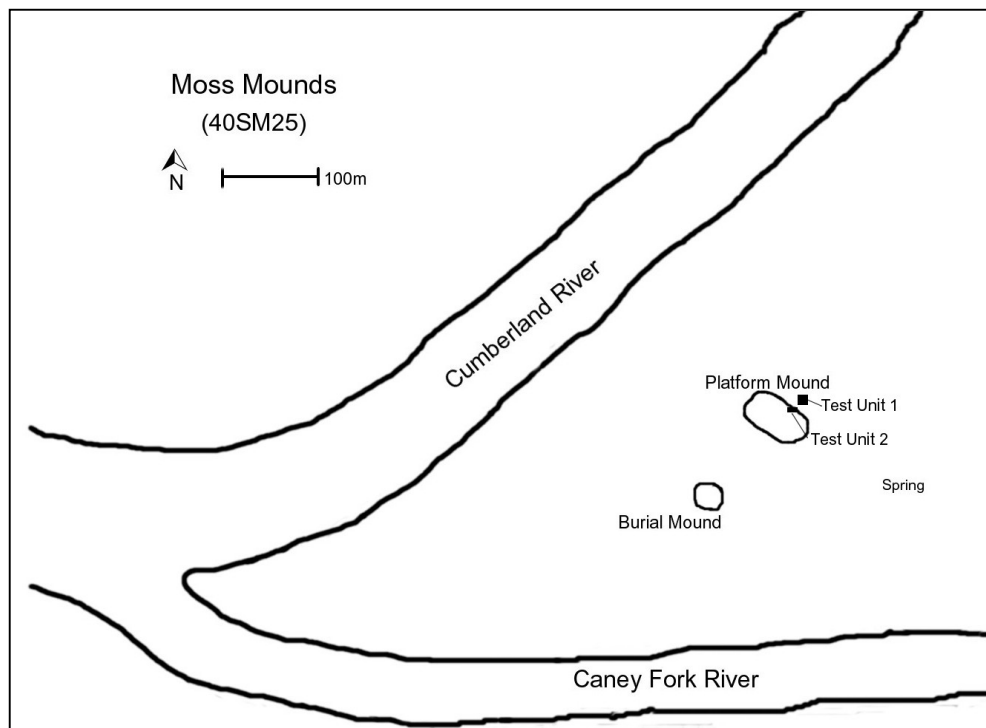 Moss Mounds
(40SM25)
N
100m
Cumberland River
Platform Mound
Test Unit 1
Test Unit 2
Spring
Burial Mound
Caney Fork River